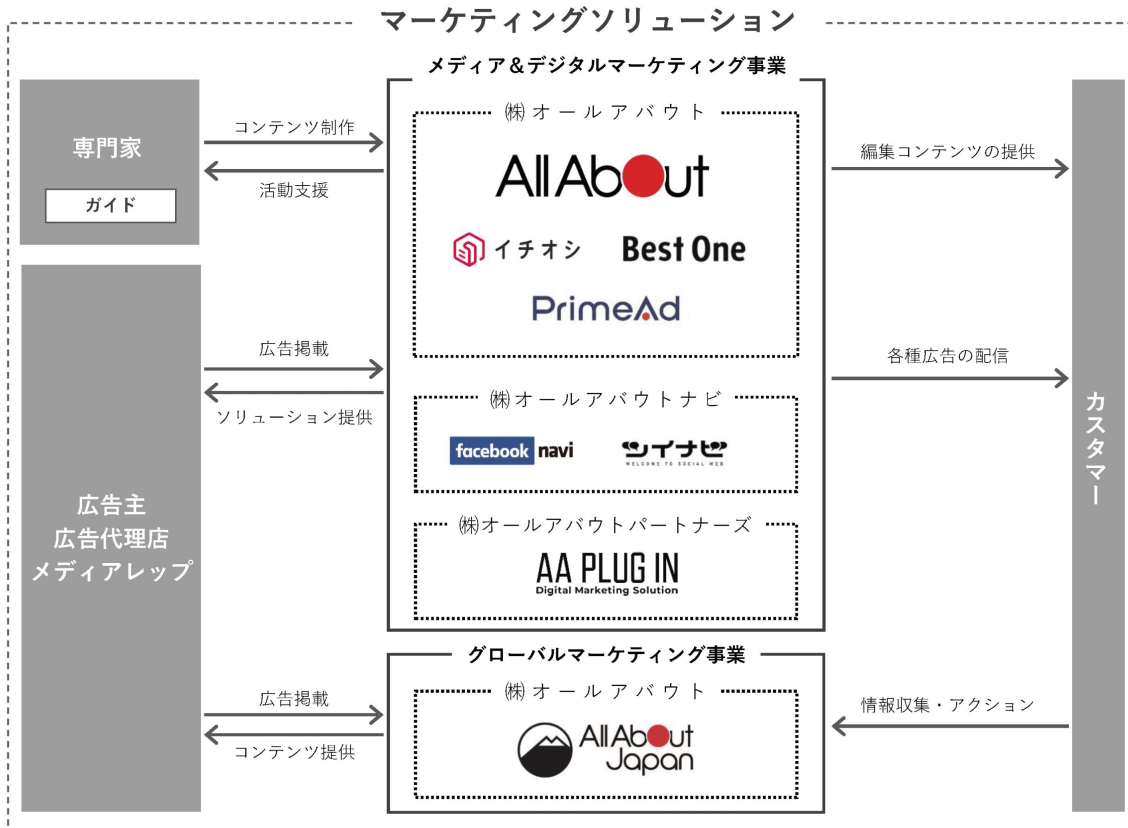 マーケティングソリューション
メディア＆デジタルマーケティング事業
専門家
ガイド
コンテンツ制作
活動支援
㈱オールアバウト
AllAbout
イチオシ
Best One
PrimeAd
編集コンテンツの提供
広告主
広告代理店
メディアレップ
広告掲載
ソリューション提供
各種広告の配信
㈱オールアバウトナビ
facebook navi
ツイナビ
WELCOME TO SOCIAL WEB
㈱オールアバウトパートナーズ
AA PLUG IN
Digital Marketing Solution
カスタマー
グローバルマーケティング事業
広告掲載
コンテンツ提供
㈱オールアバウト
AllAbout
Japan
情報収集・アクション